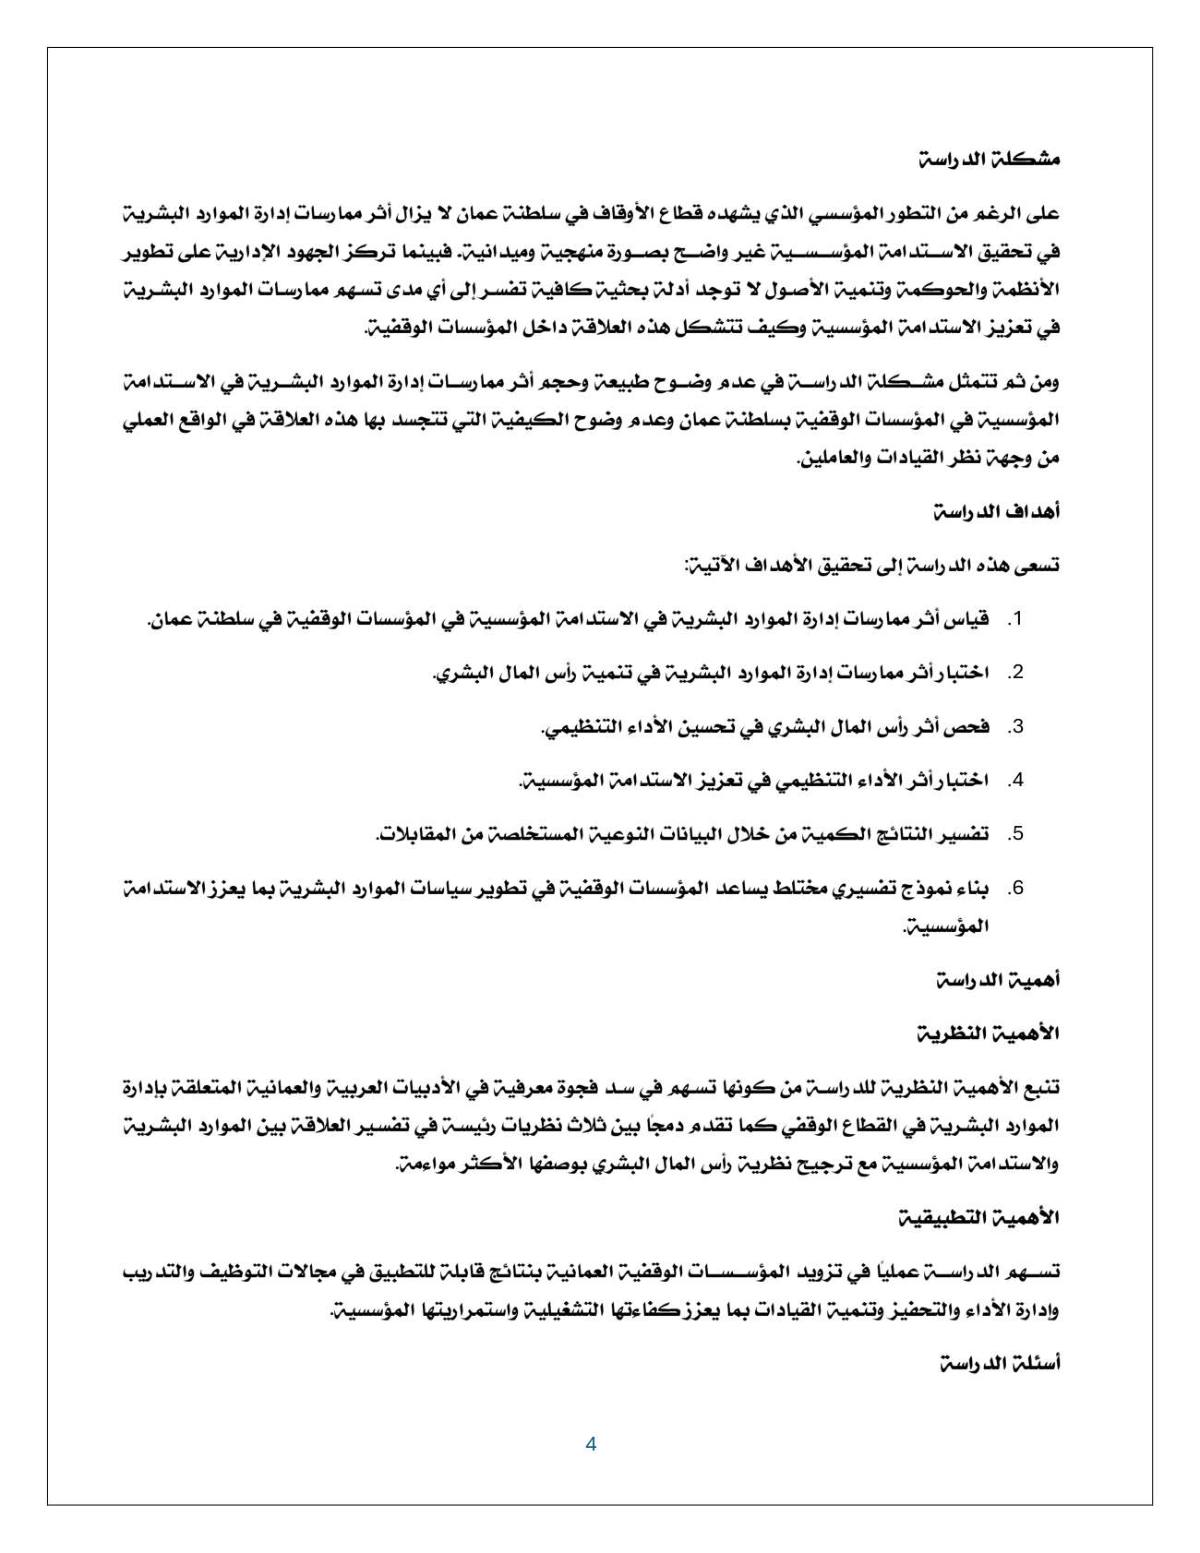 مشكلة الدراسة
على الرغم من التطور المؤسسي الذي يشهده قطاع الأوقاف في سلطنة عمان لا يزال أثر ممارسات إدارة الموارد البشرية
في تحقيق الاستدامة المؤسسية غير واضح بصورة منهجية وميدانية. فبينما تركز الجهود الإدارية على تطوير
الأنظمة والحوكمة وتنمية الأصول لا توجد أدلة بحثية كافية تفسر إلى أي مدى تسهم ممارسات الموارد البشرية
في تعزيز الاستدامة المؤسسية وكيف تتشكل هذه العلاقة داخل المؤسسات الوقفية.
ومن ثم تتمثل مشكلة الدراسة في عدم وضوح طبيعة وحجم أثر ممارسات إدارة الموارد البشرية في الاستدامة
المؤسسية في المؤسسات الوقفية بسلطنة عمان وعدم وضوح الكيفية التي تتجسد بها هذه العلاقة في الواقع العملي
من وجهة نظر القيادات والعاملين.
أهداف الدراسة
تسعى هذه الدراسة إلى تحقيق الأهداف الآتية:
1. قياس أثر ممارسات إدارة الموارد البشرية في الاستدامة المؤسسية في المؤسسات الوقفية في سلطنة عمان.
2. اختبار أثر ممارسات إدارة الموارد البشرية في تنمية رأس المال البشري.
3. فحص أثر رأس المال البشري في تحسين الأداء التنظيمي.
4. اختبار أثر الأداء التنظيمي في تعزيز الاستدامة المؤسسية.
5. تفسير النتائج الكمية من خلال البيانات النوعية المستخلصة من المقابلات.
6. بناء نموذج تفسيري مختلط يساعد المؤسسات الوقفية في تطوير سياسات الموارد البشرية بما يعزز الاستدامة
المؤسسية.
أهمية الدراسة
الأهمية النظرية
تنبع الأهمية النظرية للدراسة من كونها تسهم في سد فجوة معرفية في الأدبيات العربية والعمانية المتعلقة بإدارة
الموارد البشرية في القطاع الوقفي كما تقدم دمجًا بين ثلاث نظريات رئيسة في تفسير العلاقة بين الموارد البشرية
والاستدامة المؤسسية مع ترجيح نظرية رأس المال البشري بوصفها الأكثر مواءمة.
الأهمية التطبيقية
تسهم الدراسة عمليًا في تزويد المؤسسات الوقفية العمانية بنتائج قابلة للتطبيق في مجالات التوظيف والتدريب
وإدارة الأداء والتحفيز وتنمية القيادات بما يعزز كفاءتها التشغيلية واستمراريتها المؤسسية.
أسئلة الدراسة
4